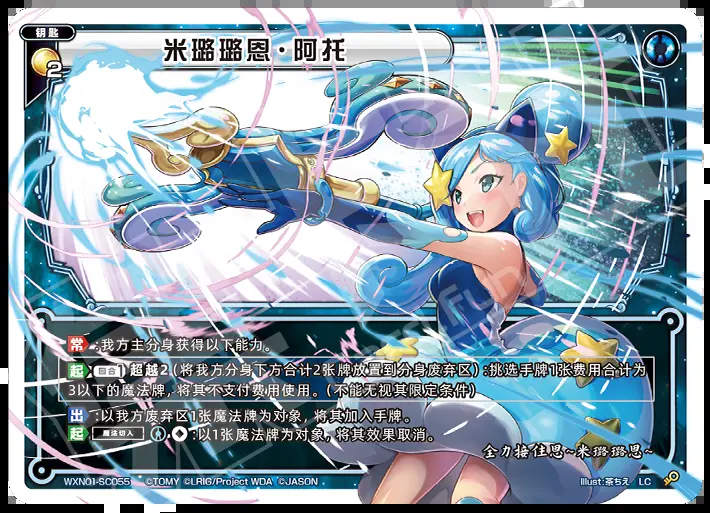 钥匙
米璐璐恩·阿托
2
常:我方主分身获得以下能力。
起 回合1 超越2(将我方分身下方合计2张牌放置到分身废弃区):挑选手牌1张费用合计为
3以下的魔法牌,将其不支付费用使用。(不能无视其限定条件)
出:以我方废弃区1张魔法牌为对象,将其加入手牌。
起 魔法切入 , :以1张魔法牌为对象,将其效果取消。
全力接住恩~米璐璐恩~
WXN01-SC055 ©TOMY ©LRIG/Project WDA ©JASON Illust:茶ちえ LC